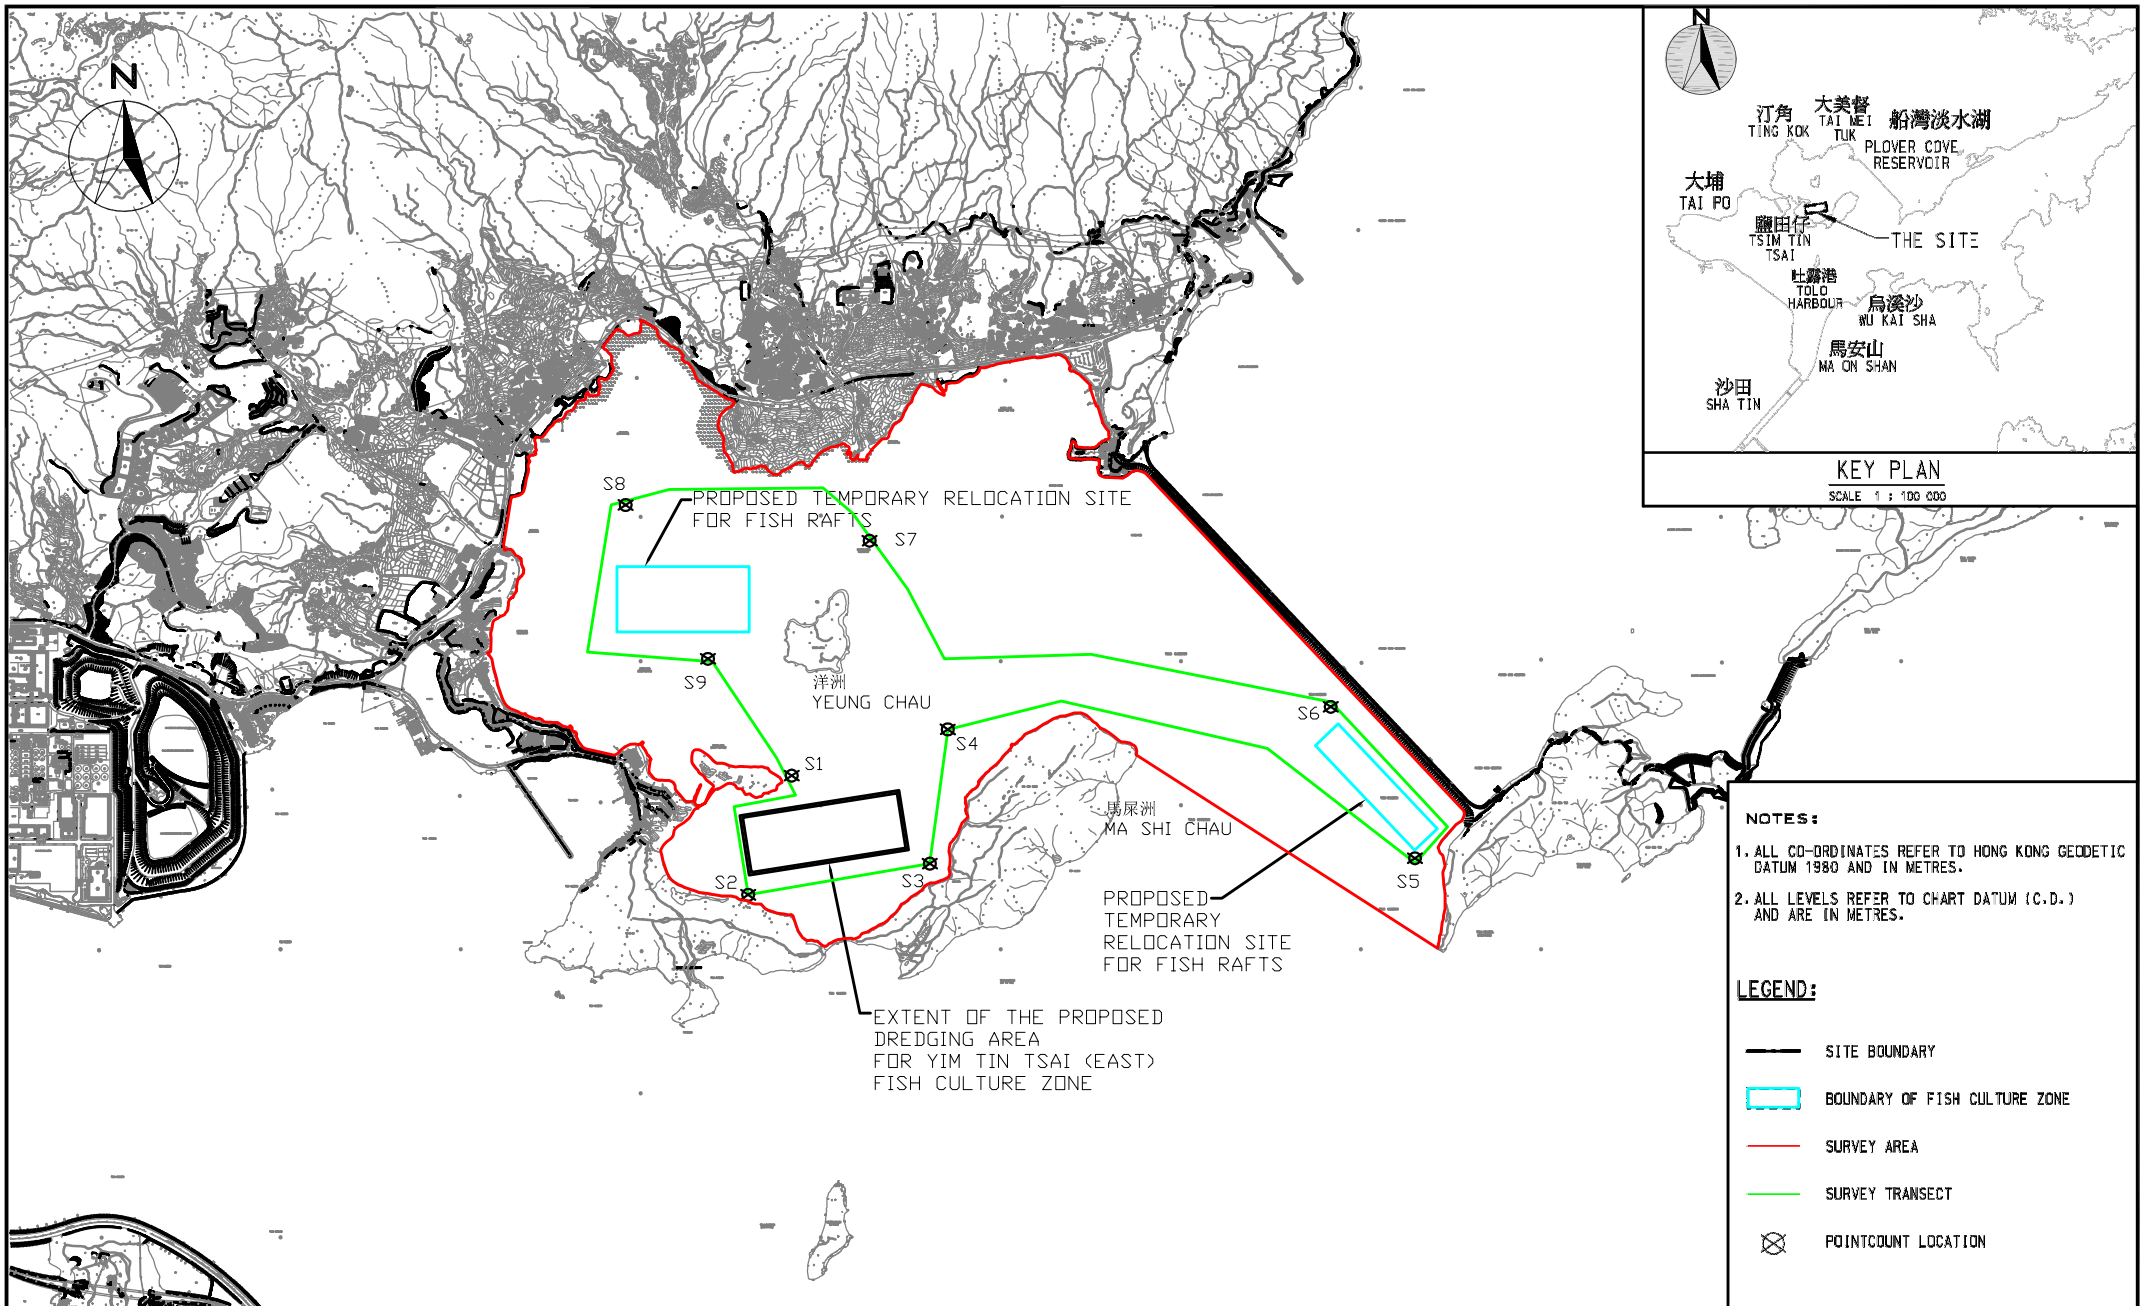 N
S8
PROPOSED TEMPORARY RELOCATION SITE
FOR FISH RAFTS
S7
S9
洋洲
YEUNG CHAU
S6
S4
S1
馬屎洲
MA SHI CHAU
S2
S3
S5
PROPOSED
TEMPORARY
RELOCATION SITE
FOR FISH RAFTS
EXTENT OF THE PROPOSED
DREDGING AREA
FOR YIM TIN TSAI (EAST)
FISH CULTURE ZONE
N
汀角
TING KOK
大美督
TAI MEI
TUK
船灣淡水湖
PLOVER COVE
RESERVOIR
大埔
TAI PO
鹽田仔
TSIM TIN
TSAI
THE SITE
吐露港
TOLO
HARBOUR
烏溪沙
WU KAI SHA
馬安山
MA ON SHAN
沙田
SHA TIN
KEY PLAN
SCALE 1 : 100 000
NOTES:
1. ALL CO-ORDINATES REFER TO HONG KONG GEODETIC
DATUM 1980 AND IN METRES.
2. ALL LEVELS REFER TO CHART DATUM (C.D.)
AND ARE IN METRES.
LEGEND:
SITE BOUNDARY
BOUNDARY OF FISH CULTURE ZONE
SURVEY AREA
SURVEY TRANSECT
POINTCOUNT LOCATION